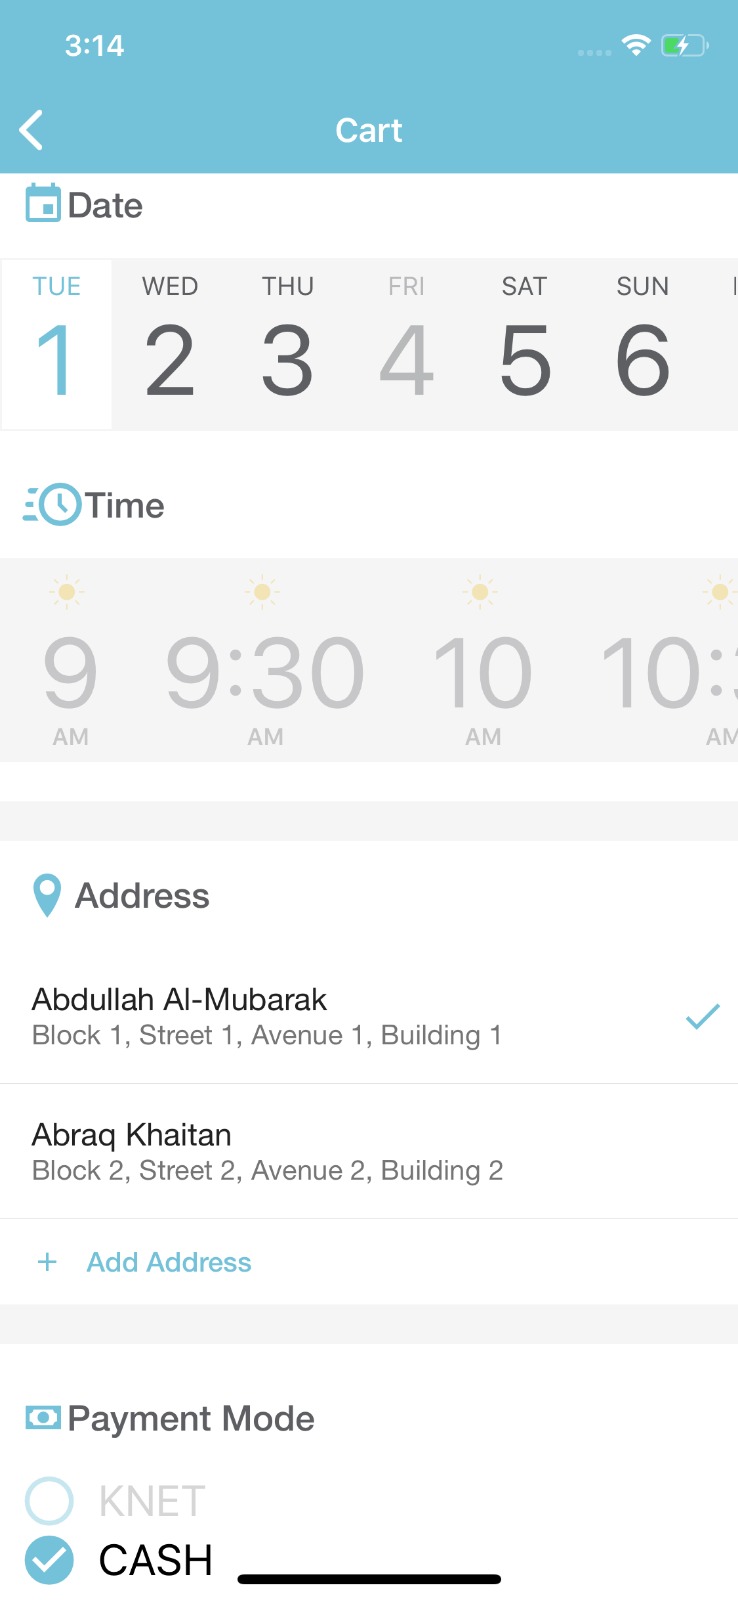 3:14
Cart
Date
TUE WED THU FRI SAT SUN
1 2 3 4 5 6
Time
9 9:30 10 10:
AM AM AM AM
Address
Abdullah Al-Mubarak
Block 1, Street 1, Avenue 1, Building 1
Abraq Khaitan
Block 2, Street 2, Avenue 2, Building 2
+ Add Address
Payment Mode
KNET
CASH